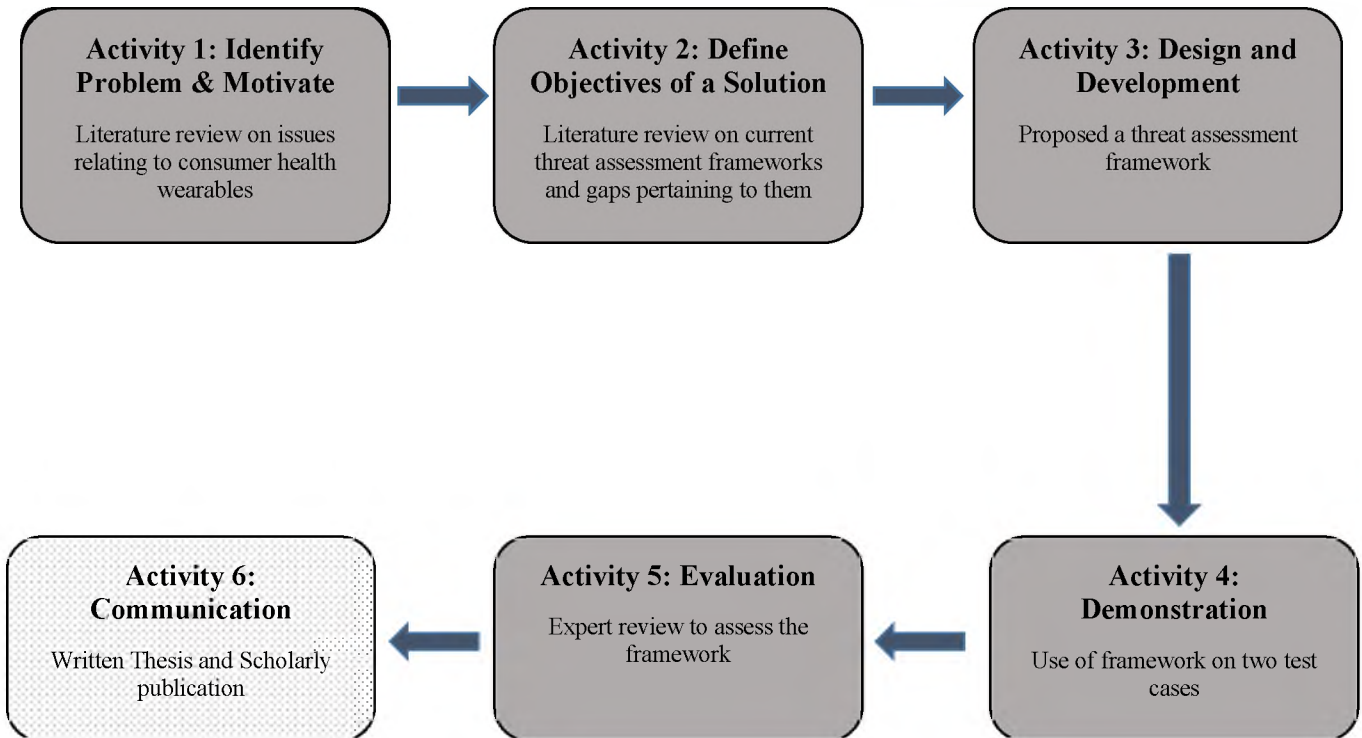 Activity 1: Identify
Problem & Motivate
Literature review on issues
relating to consumer health
wearables
Activity 2: Define
Objectives of a Solution
Literature review on current
threat assessment frameworks
and gaps pertaining to them
Activity 3: Design and
Development
Proposed a threat assessment
framework
Activity 4:
Demonstration
Use of framework on two test
cases
Activity 5: Evaluation
Expert review to assess the
framework
Activity 6:
Communication
Written Thesis and Scholarly
publication